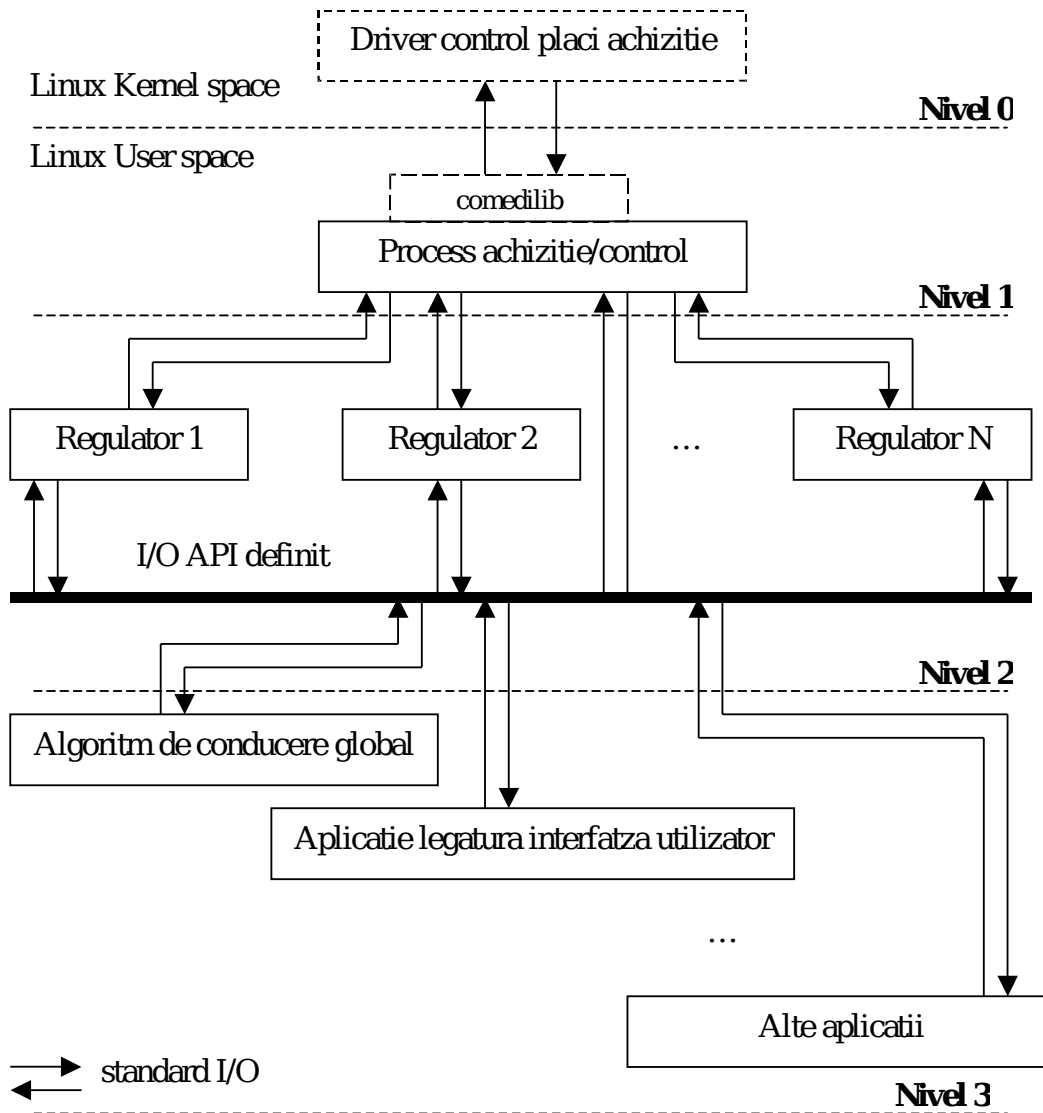 Driver control placi achizitie
Linux Kernel space
Nivel 0
Linux User space
comedilib
Process achizitie/control
Nivel 1
Regulator 1
Regulator 2
...
Regulator N
I/O API definit
Nivel 2
Algoritm de conducere global
Aplicatie legatura interfatza utilizator
...
Alte aplicatii
standard I/O
Nivel 3